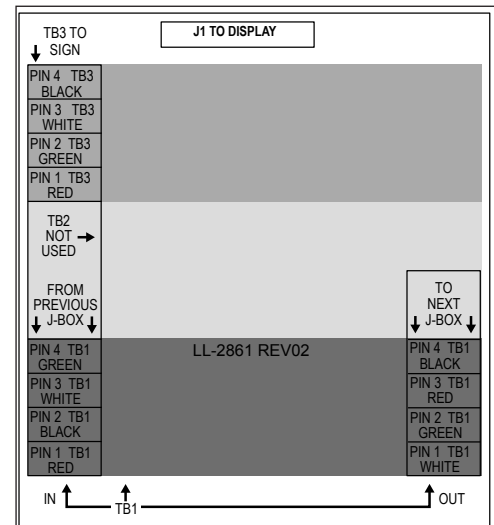 TB3 TO
SIGN
J1 TO DISPLAY
PIN 4 TB3
BLACK
PIN 3 TB3
WHITE
PIN 2 TB3
GREEN
PIN 1 TB3
RED
TB2
NOT
USED
FROM
PREVIOUS
J-BOX
TO
NEXT
J-BOX
LL-2861 REV02
PIN 4 TB1
GREEN
PIN 3 TB1
WHITE
PIN 2 TB1
BLACK
PIN 1 TB1
RED
PIN 4 TB1
BLACK
PIN 3 TB1
RED
PIN 2 TB1
GREEN
PIN 1 TB1
WHITE
IN
TB1
OUT